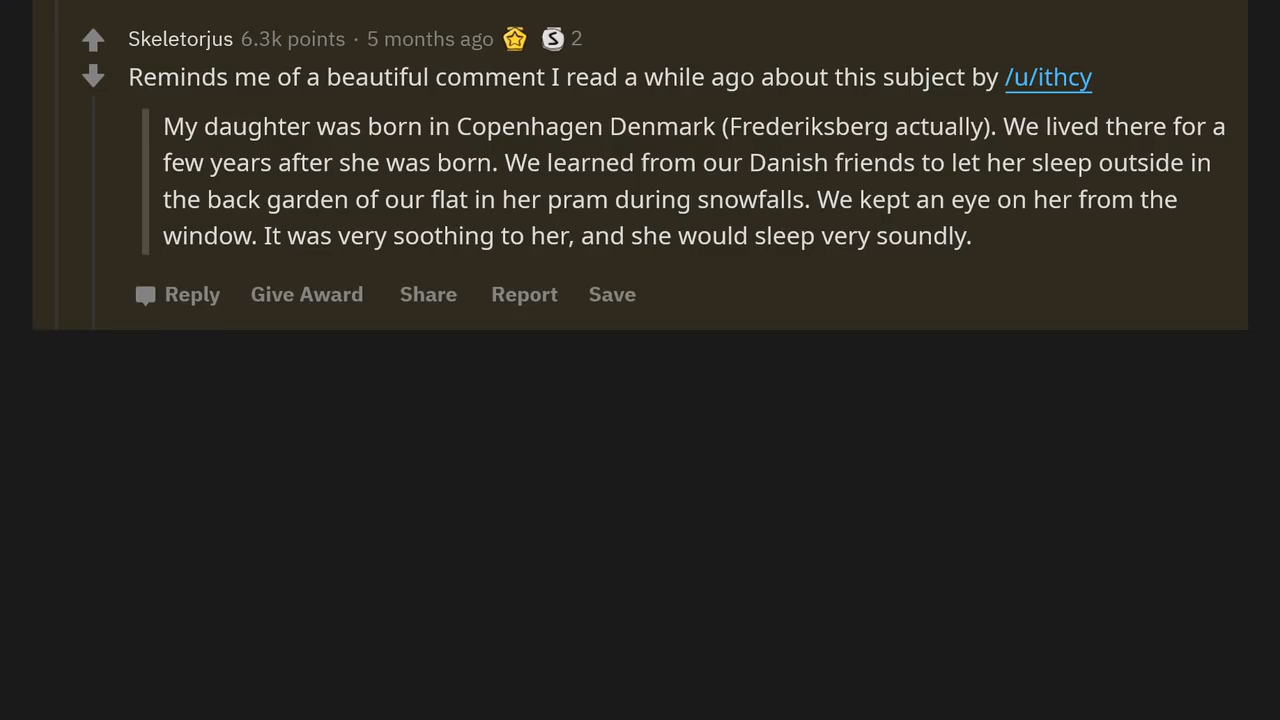 Skeletorjus 6.3k points · 5 months ago S 2
Reminds me of a beautiful comment I read a while ago about this subject by /u/ithcy
My daughter was born in Copenhagen Denmark (Frederiksberg actually). We lived there for a
few years after she was born. We learned from our Danish friends to let her sleep outside in
the back garden of our flat in her pram during snowfalls. We kept an eye on her from the
window. It was very soothing to her, and she would sleep very soundly.
Reply Give Award Share Report Save